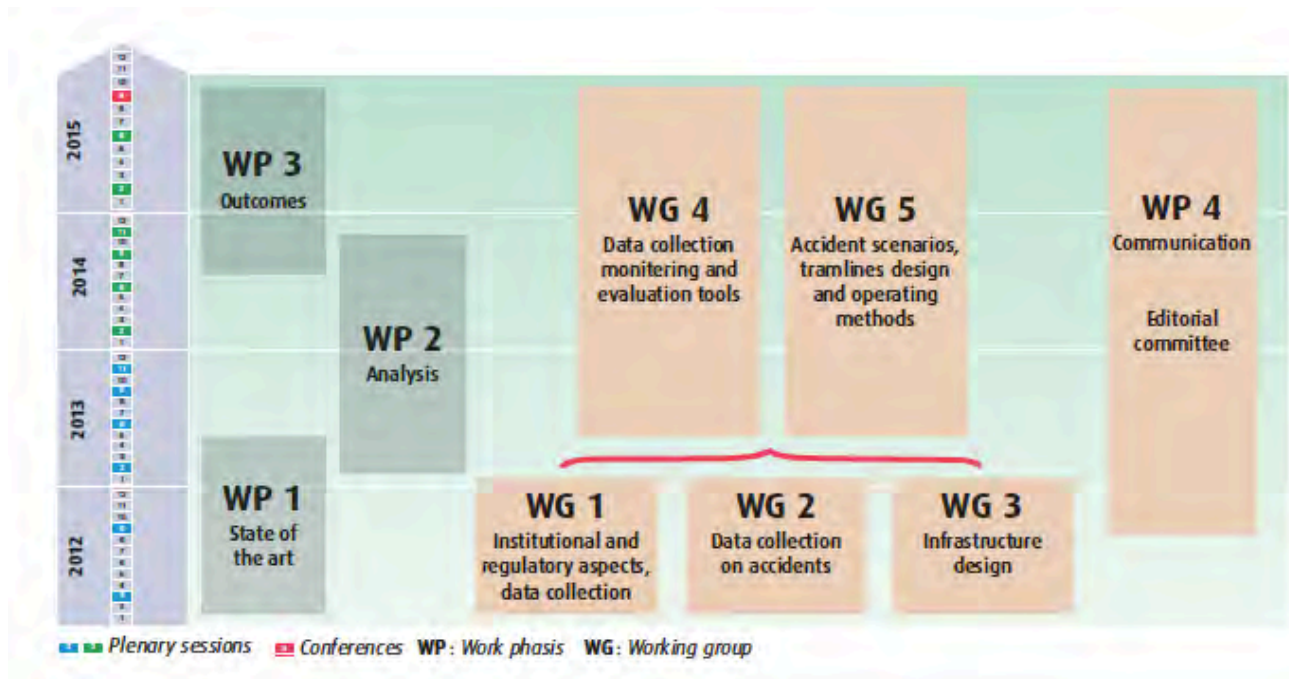 2015
2014
2013
2012
WP 3
Outcomes
WP 2
Analysis
WP 1
State of
the art
WG 4
Data collection
monitering and
evaluation tools
WG 5
Accident scenarios,
tramlines design
and operating
methods
WP 4
Communication
Editorial
committee
WG 1
Institutional and
regulatory aspects,
data collection
WG 2
Data collection
on accidents
WG 3
Infrastructure
design
Plenary sessions Conferences WP : Work phasis WG : Working group